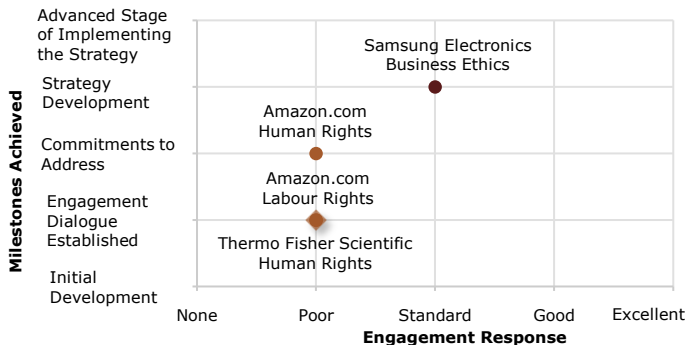 Advanced Stage
of Implementing
the Strategy
Samsung Electronics
Business Ethics
Strategy
Development
Amazon.com
Human Rights
Commitments to
Address
Amazon.com
Labour Rights
Engagement
Dialogue
Established
Thermo Fisher Scientific
Human Rights
Initial
Development
Milestones Achieved
None
Poor
Standard
Good
Excellent
Engagement Response